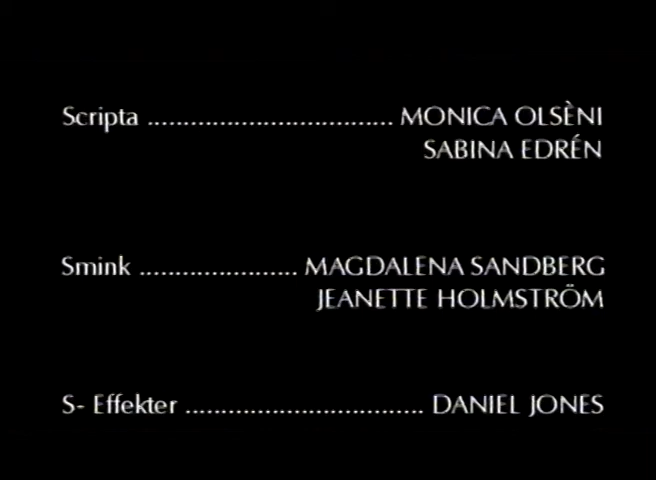 Scripta .................................. MONICA OLSÈNI
SABINA EDRÉN
Smink ...................... MAGDALENA SANDBERG
JEANETTE HOLMSTRÖM
S- Effekter ................................. DANIEL JONES